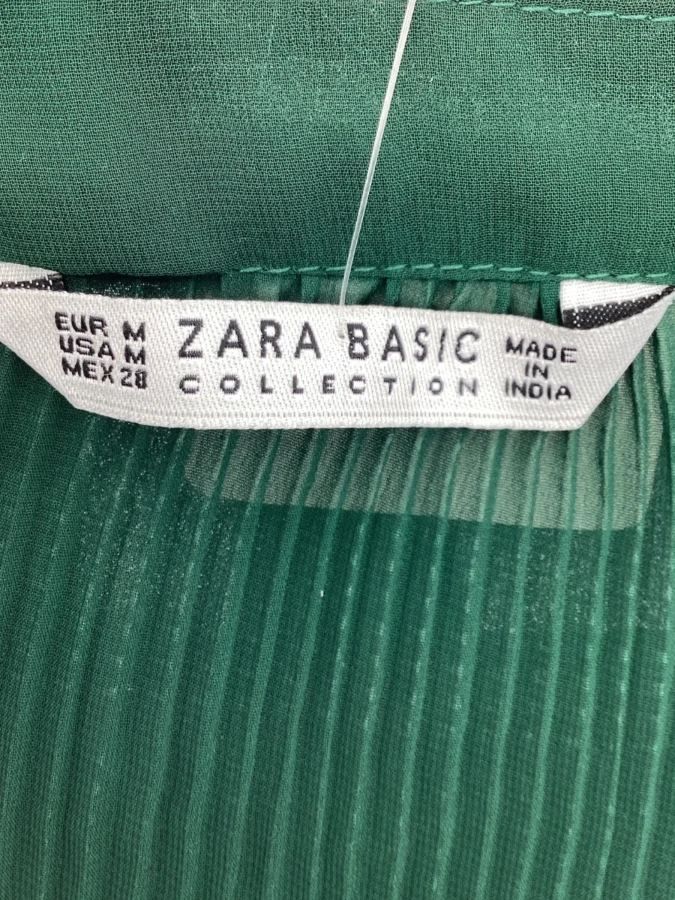 EUR M
USA M
MEX 28
ZARA BASIC
COLLECTION
MADE
IN
INDIA